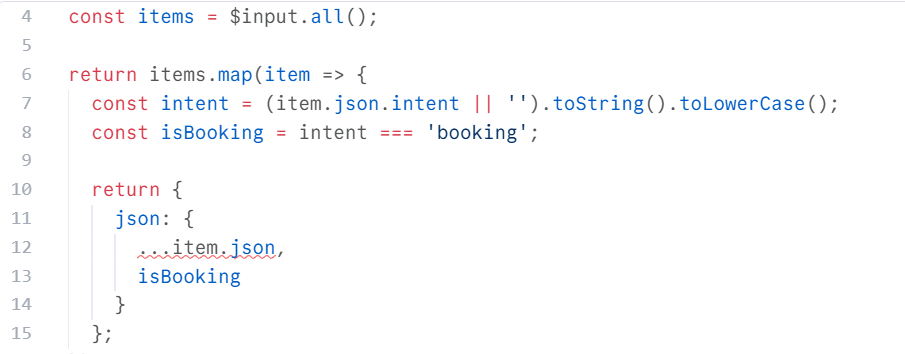 4 const items = $input.all();
5
6 return items.map(item => {
7 const intent = (item.json.intent || '').toString().toLowerCase();
8 const isBooking = intent === 'booking';
9
10 return {
11 json: {
12 ...item.json,
13 isBooking
14 }
15 };